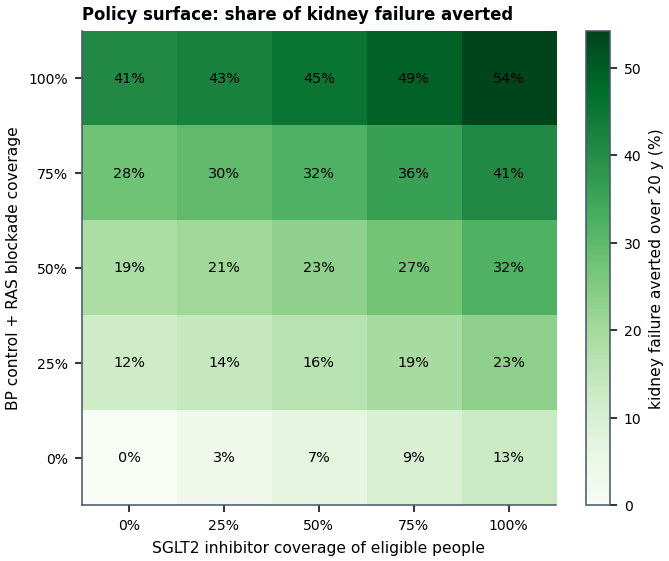 Policy surface: share of kidney failure averted
100% 41% 43% 45% 49% 54%
75% 28% 30% 32% 36% 41%
50% 19% 21% 23% 27% 32%
25% 12% 14% 16% 19% 23%
0% 0% 3% 7% 9% 13%
0% 25% 50% 75% 100%
SGLT2 inhibitor coverage of eligible people
BP control + RAS blockade coverage
50
40
30
20
10
0
kidney failure averted over 20 y (%)